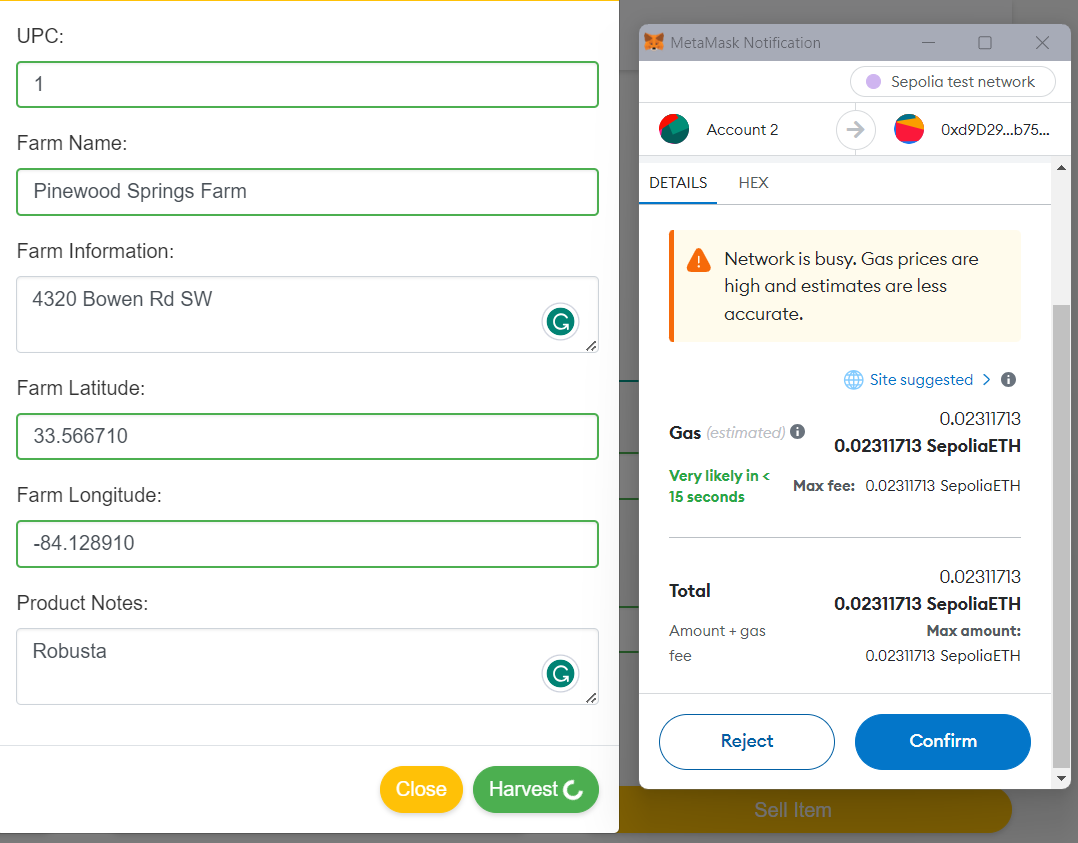 UPC:
1
Farm Name:
Pinewood Springs Farm
Farm Information:
4320 Bowen Rd SW
Farm Latitude:
33.566710
Farm Longitude:
-84.128910
Product Notes:
Robusta
Close
Harvest
MetaMask Notification
Sepolia test network
Account 2
0xd9D29...b75...
DETAILS
HEX
Network is busy. Gas prices are
high and estimates are less
accurate.
Site suggested
0.02311713
Gas (estimated)
0.02311713 SepoliaETH
Very likely in <
15 seconds
Max fee: 0.02311713 SepoliaETH
0.02311713
Total
0.02311713 SepoliaETH
Amount + gas
fee
Max amount:
0.02311713 SepoliaETH
Reject
Confirm
Sell Item